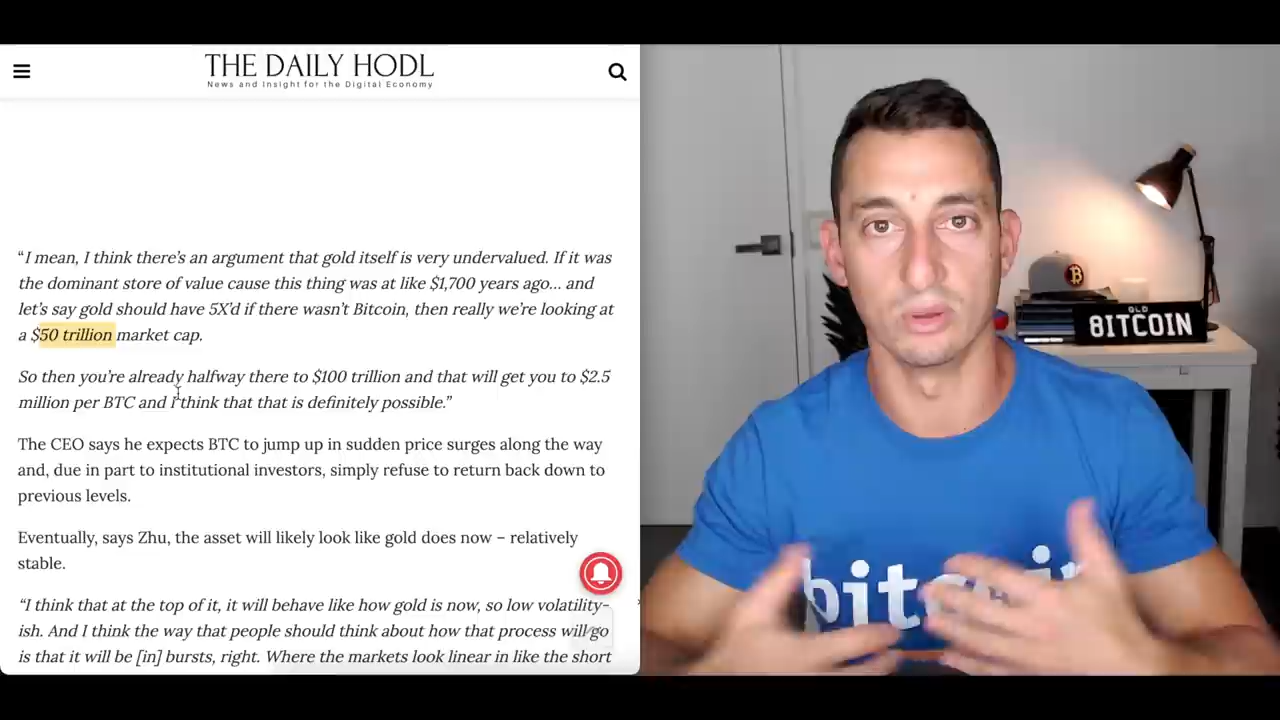 THE DAILY HODL
News and Insight for the Digital Economy
“I mean, I think there’s an argument that gold itself is very undervalued. If it was
the dominant store of value cause this thing was at like $1,700 years ago… and
let’s say gold should have 5X’d if there wasn’t Bitcoin, then really we’re looking at
a $50 trillion market cap.
So then you’re already halfway there to $100 trillion and that will get you to $2.5
million per BTC and I think that that is definitely possible.”
The CEO says he expects BTC to jump up in sudden price surges along the way
and, due in part to institutional investors, simply refuse to return back down to
previous levels.
Eventually, says Zhu, the asset will likely look like gold does now – relatively
stable.
“I think that at the top of it, it will behave like how gold is now, so low volatility-
ish. And I think the way that people should think about how that process will go
is that it will be [in] bursts, right. Where the markets look linear in like the short
QLD
8ITCOIN
bitcoin